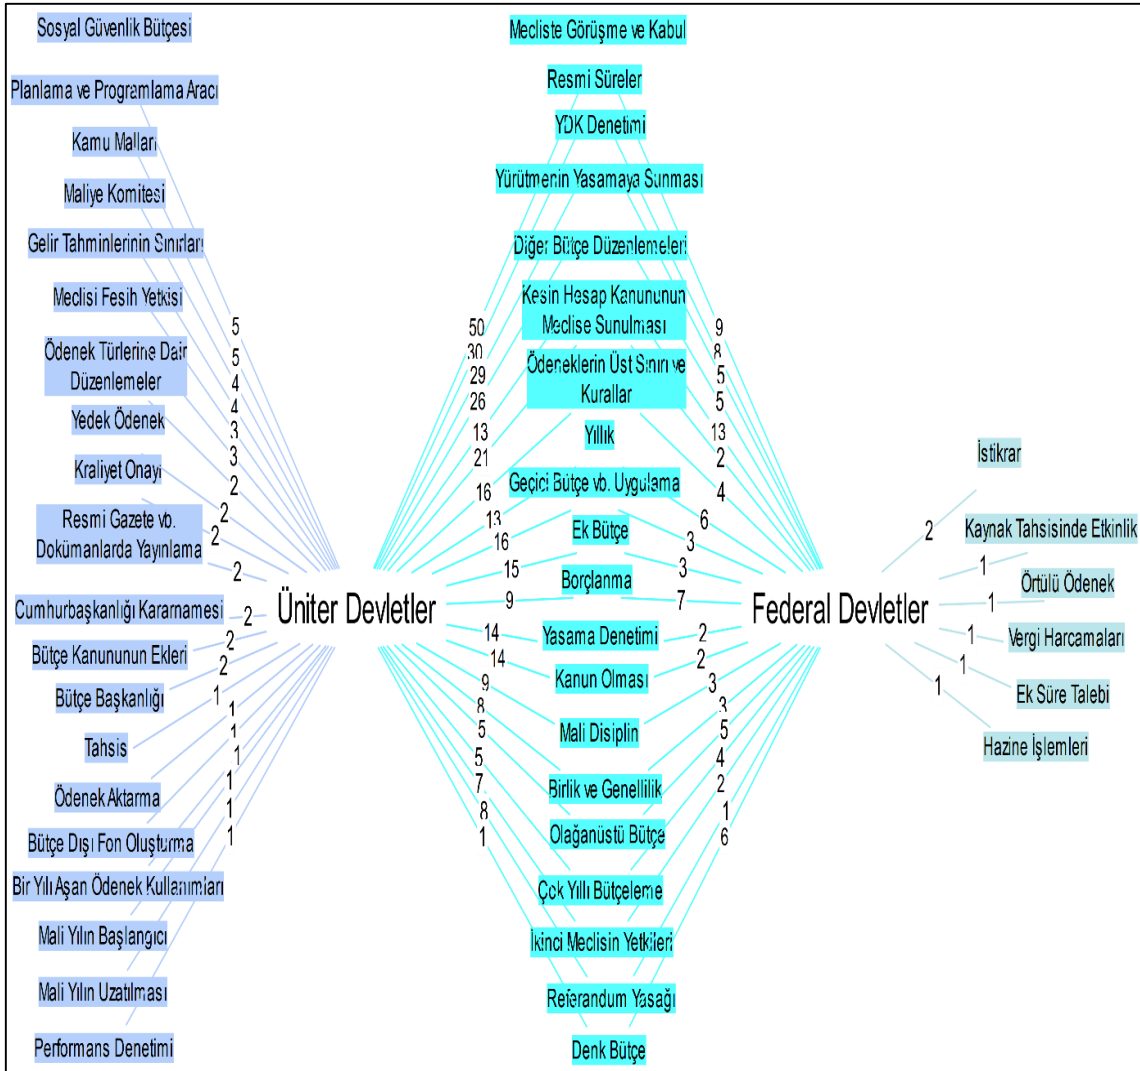 Sosyal Güvenlik Bütçesi
Planlama ve Programlama Aracı
Kamu Malları
Maliye Komitesi
Gelir Tahminlerinin Sınırları
Meclisi Fesih Yetkisi
Ödenek Türlerine Dair
Düzenlemeler
Yedek Ödenek
Kraliyet Onayı
Resmi Gazete vb.
Dokümanlarda Yayınlama
Cumhurbaşkanlığı Kararnamesi
Bütçe Kanununun Ekleri
Bütçe Başkanlığı
Tahsis
Ödenek Aktarma
Bütçe Dışı Fon Oluşturma
Bir Yılı Aşan Ödenek Kullanımları
Mali Yılın Başlangıcı
Mali Yılın Uzatılması
Performans Denetimi
5
5
4
4
3
3
2
2
2
2
2
2
2
1
1
1
1
1
1
1
Üniter Devletler
50
30
29
26
13
21
16
13
16
15
9
14
14
9
8
5
5
7
8
1
Mecliste Görüşme ve Kabul
Resmi Süreler
YDK Denetimi
Yürütmenin Yasamaya Sunması
Diğer Bütçe Düzenlemeleri
Kesin Hesap Kanununun
Meclise Sunulması
Ödeneklerin Üst Sınırı ve
Kurallar
Yıllık
Geçici Bütçe vb. Uygulama
Ek Bütçe
Borçlanma
Yasama Denetimi
Kanun Olması
Mali Disiplin
Birlik ve Genellilik
Olağanüstü Bütçe
Çok Yıllı Bütçeleme
İkinci Meclisin Yetkileri
Referandum Yasağı
Denk Bütçe
9
8
5
5
13
2
4
6
3
3
7
2
2
3
3
5
4
2
1
6
Federal Devletler
2
1
1
1
1
1
İstikrar
Kaynak Tahsisinde Etkinlik
Örtülü Ödenek
Vergi Harcamaları
Ek Süre Talebi
Hazine İşlemleri